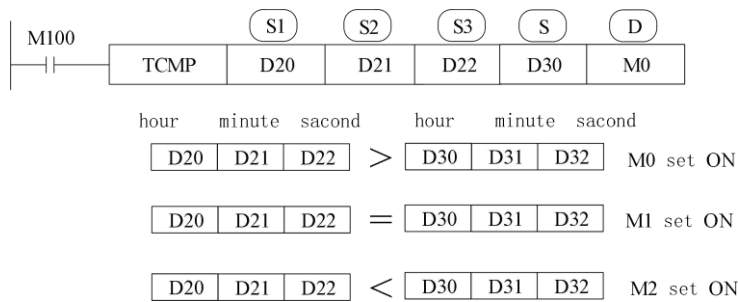 S1 S2 S3 S D
M100
TCMP D20 D21 D22 D30 M0
hour minute sacond hour minute sacond
D20 D21 D22 > D30 D31 D32 M0 set ON
D20 D21 D22 = D30 D31 D32 M1 set ON
D20 D21 D22 < D30 D31 D32 M2 set ON